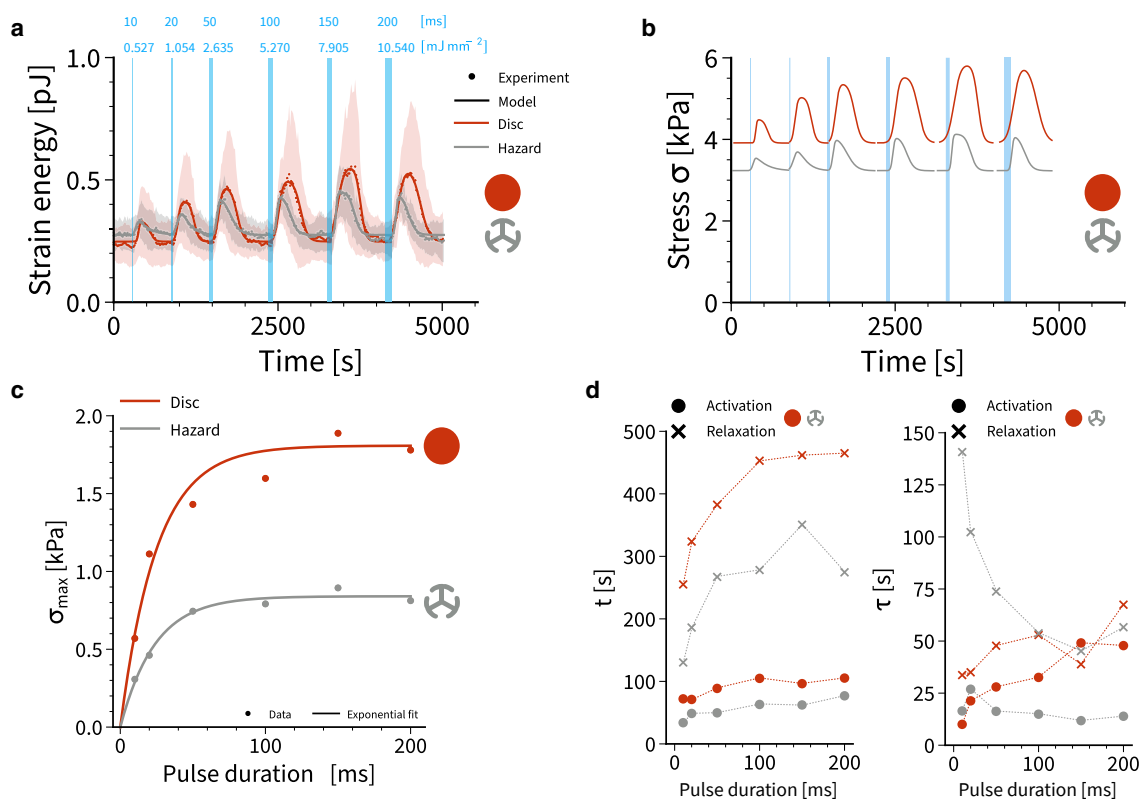 a
10 20 50 100 150 200 [ms]
0.527 1.054 2.635 5.270 7.905 10.540 [mJ mm⁻²]
1.0
0.5
0.0
Strain energy [pJ]
0 2500 5000
Time [s]
Experiment
Model
Disc
Hazard
b
6
4
2
0
Stress σ [kPa]
0 2500 5000
Time [s]
c
Disc
Hazard
2.0
1.5
1.0
0.5
0.0
σmax [kPa]
Data Exponential fit
0 100 200
Pulse duration [ms]
d
Activation
Relaxation
500
400
300
200
100
0
t [s]
0 100 200
Pulse duration [ms]
Activation
Relaxation
150
125
100
75
50
25
0
τ [s]
0 100 200
Pulse duration [ms]